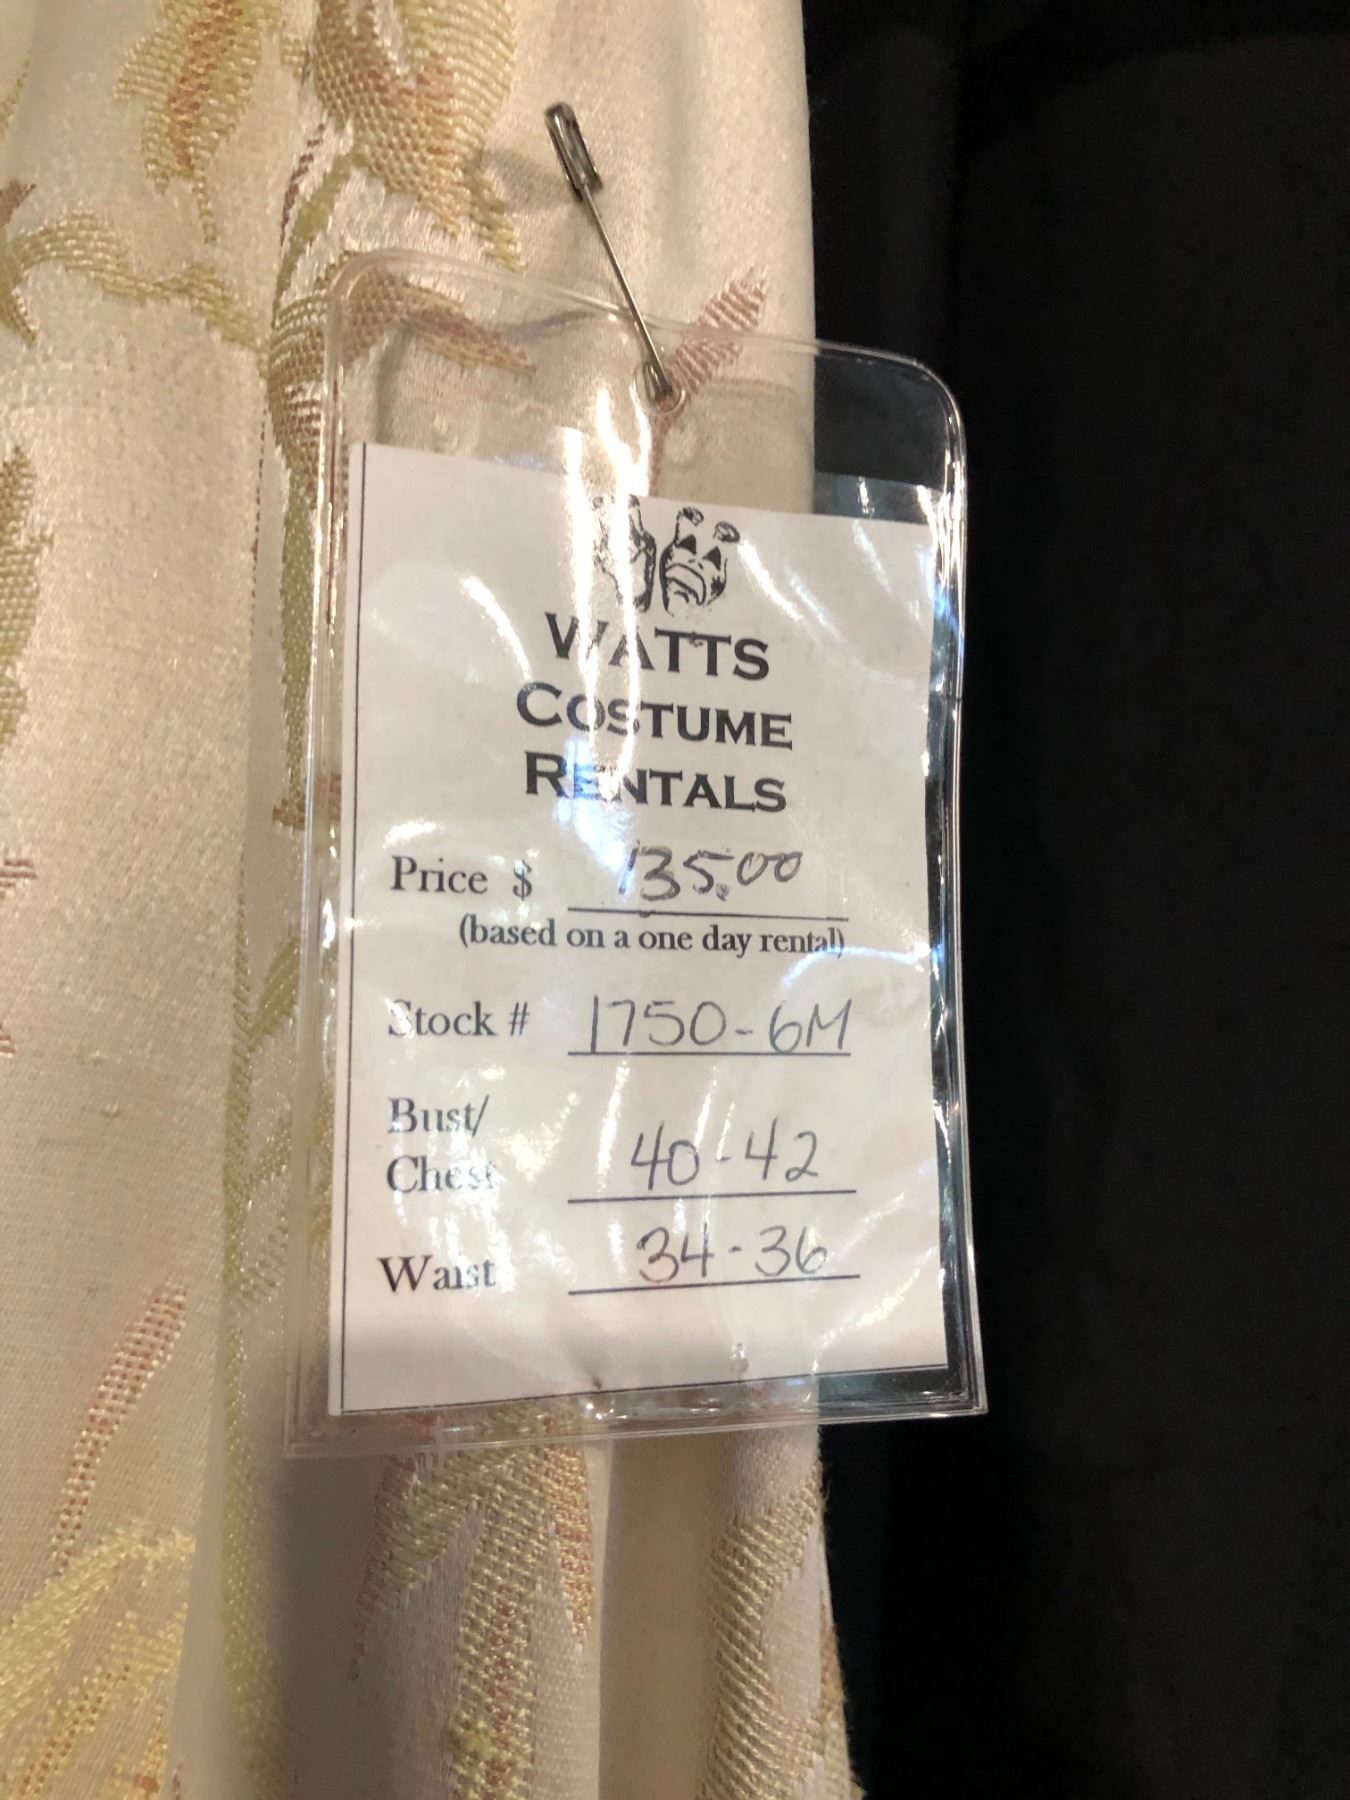 WATTS
COSTUME
RENTALS
Price $ 135.00
(based on a one day rental)
Stock # 1750-6M
Bust/
Chest 40-42
Waist 34-36